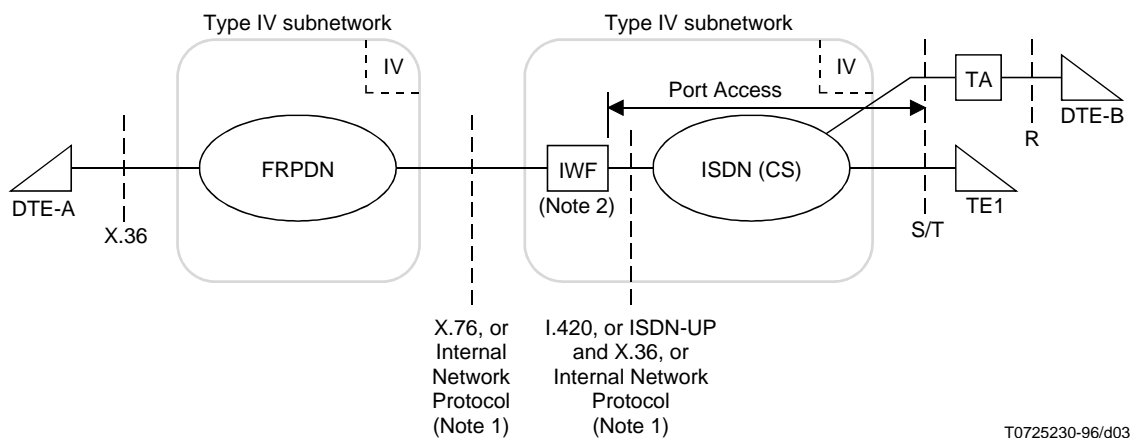 Type IV subnetwork
Type IV subnetwork
IV
IV
TA
Port Access
DTE-B
R
FRPDN
IWF
ISDN (CS)
DTE-A
(Note 2)
TE1
X.36
S/T
X.76, or
Internal
Network
Protocol
(Note 1)
I.420, or ISDN-UP
and X.36, or
Internal Network
Protocol
(Note 1)
T0725230-96/d03